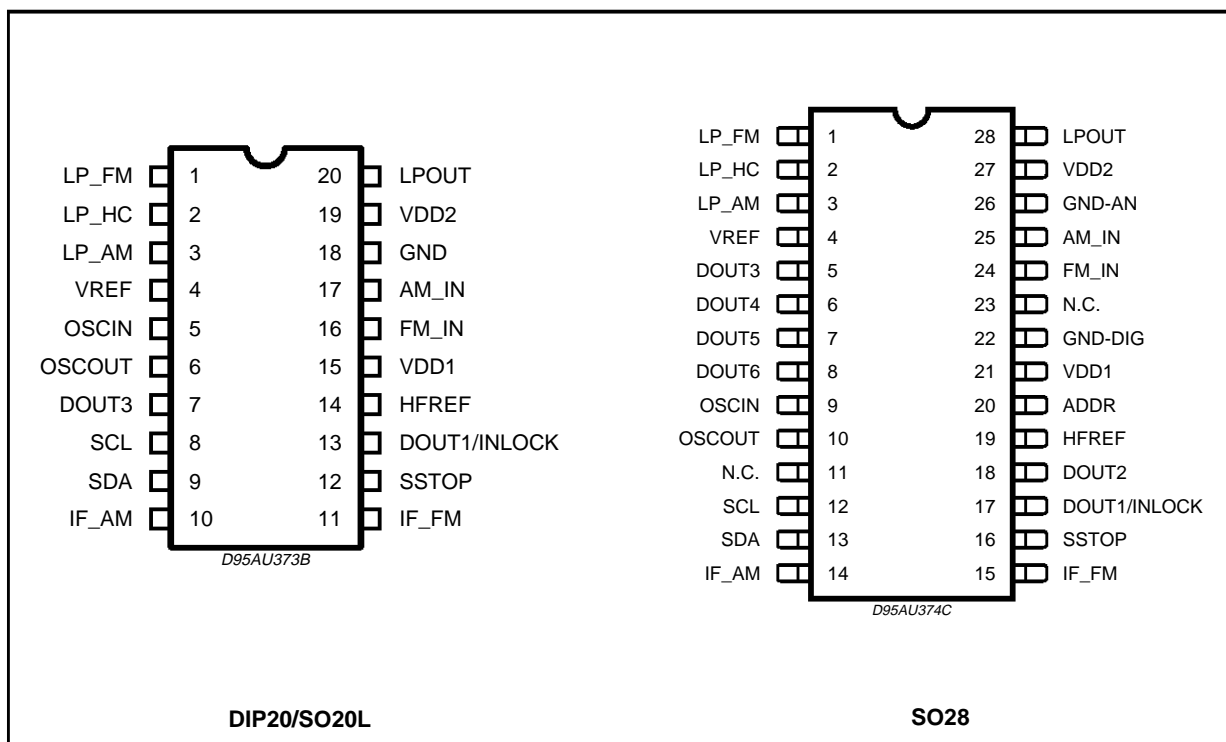 LP_FM 1 20 LPOUT
LP_HC 2 19 VDD2
LP_AM 3 18 GND
VREF 4 17 AM_IN
OSCIN 5 16 FM_IN
OSCOUT 6 15 VDD1
DOUT3 7 14 HFREF
SCL 8 13 DOUT1/INLOCK
SDA 9 12 SSTOP
IF_AM 10 11 IF_FM
D95AU373B
DIP20/SO20L
LP_FM 1 28 LPOUT
LP_HC 2 27 VDD2
LP_AM 3 26 GND-AN
VREF 4 25 AM_IN
DOUT3 5 24 FM_IN
DOUT4 6 23 N.C.
DOUT5 7 22 GND-DIG
DOUT6 8 21 VDD1
OSCIN 9 20 ADDR
OSCOUT 10 19 HFREF
N.C. 11 18 DOUT2
SCL 12 17 DOUT1/INLOCK
SDA 13 16 SSTOP
IF_AM 14 15 IF_FM
D95AU374C
SO28